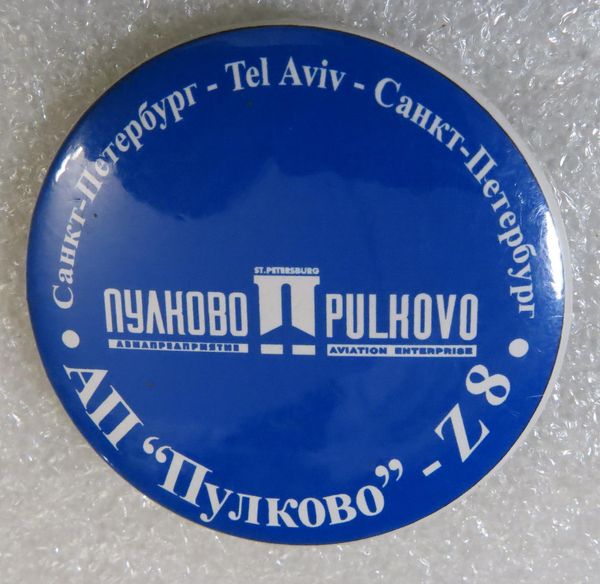 Санкт-Петербург - Tel Aviv - Санкт-Петербург
ST. PETERSBURG
ПУЛКОВО PULKOVO
АВИАПРЕДПРИЯТИЕ AVIATION ENTERPRISE
• АП “Пулково” - Z 8 •